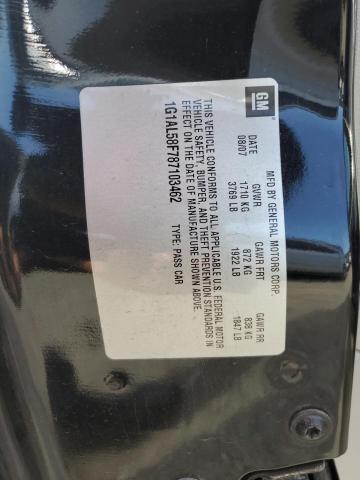 GM
MFD BY GENERAL MOTORS CORP.
DATE GVWR GAWR FRT GAWR RR
08/07 1710 KG 872 KG 838 KG
3769 LB 1922 LB 1847 LB
THIS VEHICLE CONFORMS TO ALL APPLICABLE U.S. FEDERAL MOTOR
VEHICLE SAFETY, BUMPER, AND THEFT PREVENTION STANDARDS IN
EFFECT ON THE DATE OF MANUFACTURE SHOWN ABOVE.
1G1AL58F787103462 TYPE: PASS CAR